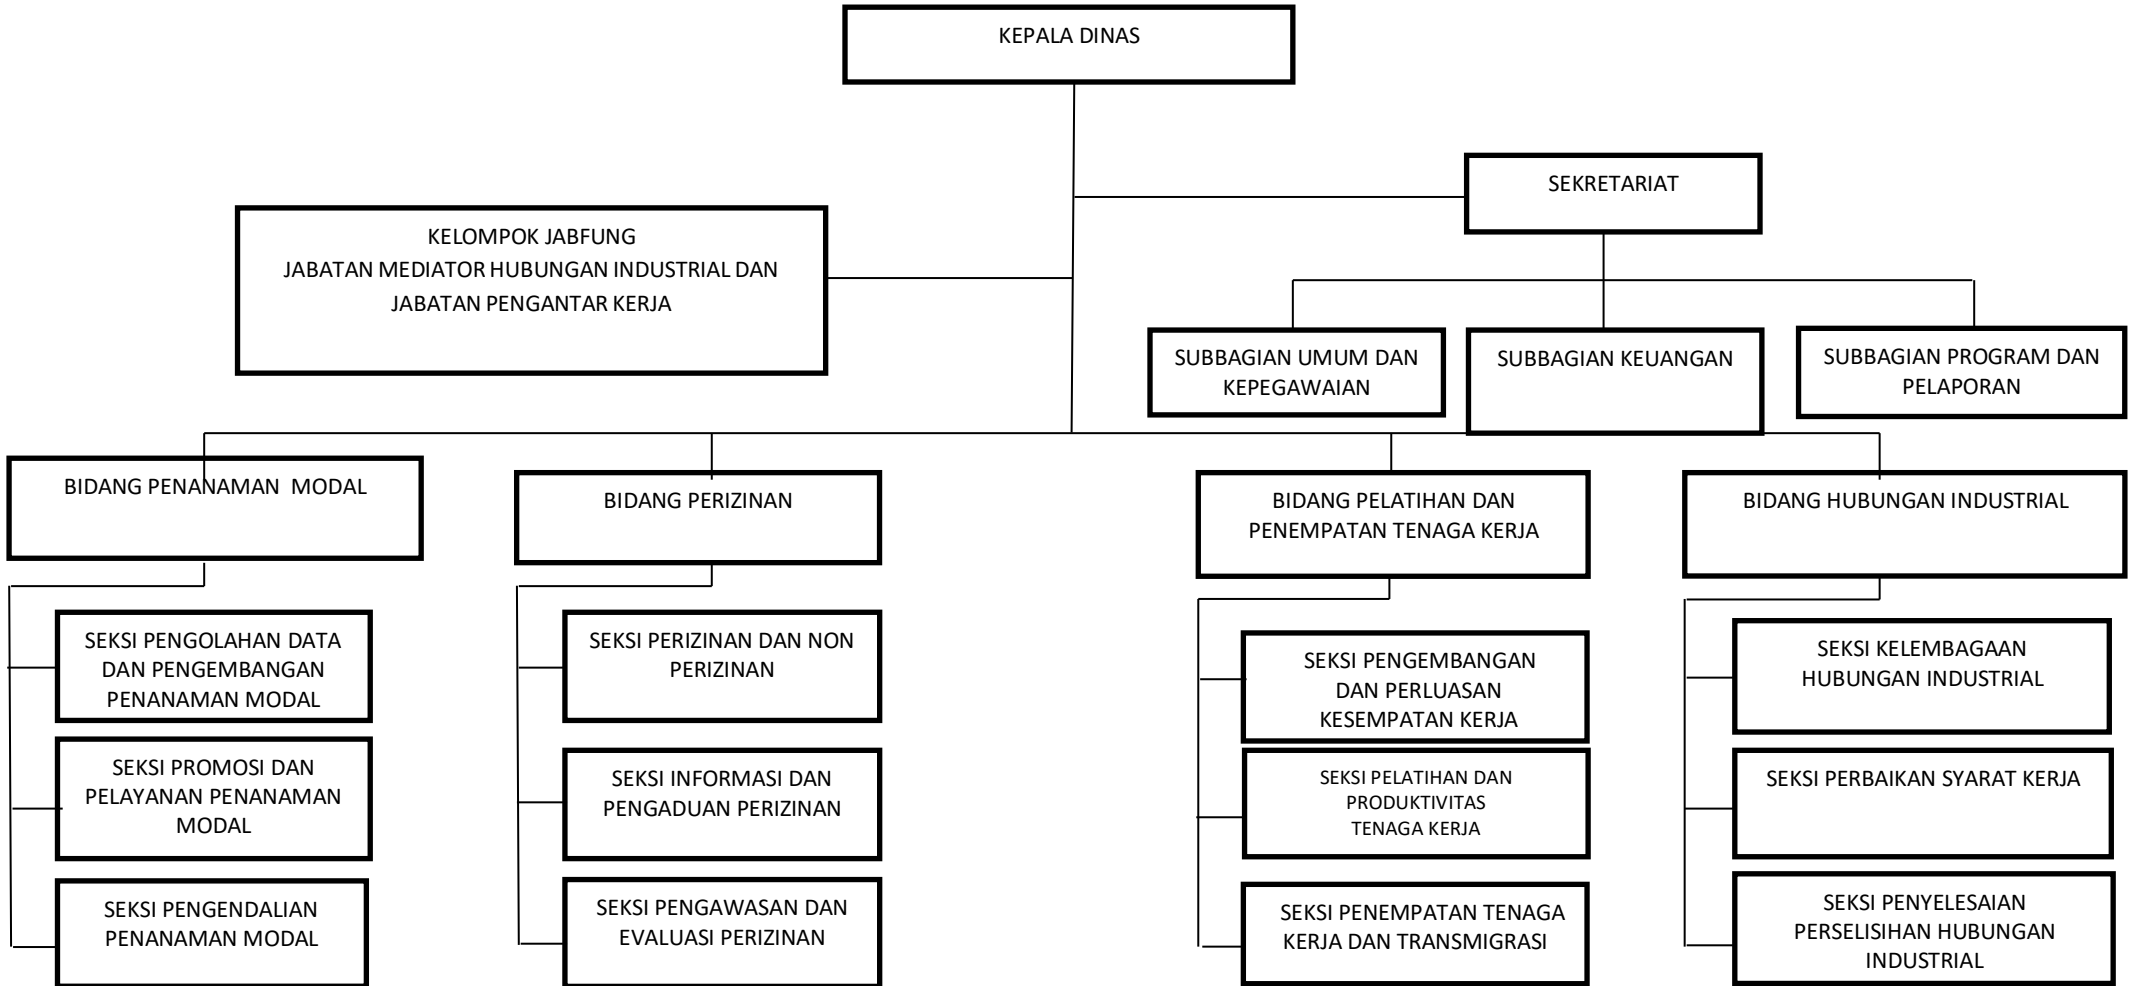 KEPALA DINAS
SEKRETARIAT
KELOMPOK JABFUNG
JABATAN MEDIATOR HUBUNGAN INDUSTRIAL DAN
JABATAN PENGANTAR KERJA
SUBBAGIAN UMUM DAN
KEPEGAWAIAN
SUBBAGIAN KEUANGAN
SUBBAGIAN PROGRAM DAN
PELAPORAN
BIDANG PENANAMAN MODAL
BIDANG PERIZINAN
BIDANG PELATIHAN DAN
PENEMPATAN TENAGA KERJA
BIDANG HUBUNGAN INDUSTRIAL
SEKSI PENGOLAHAN DATA
DAN PENGEMBANGAN
PENANAMAN MODAL
SEKSI PROMOSI DAN
PELAYANAN PENANAMAN
MODAL
SEKSI PENGENDALIAN
PENANAMAN MODAL
SEKSI PERIZINAN DAN NON
PERIZINAN
SEKSI INFORMASI DAN
PENGADUAN PERIZINAN
SEKSI PENGAWASAN DAN
EVALUASI PERIZINAN
SEKSI PENGEMBANGAN
DAN PERLUASAN
KESEMPATAN KERJA
SEKSI PELATIHAN DAN
PRODUKTIVITAS
TENAGA KERJA
SEKSI PENEMPATAN TENAGA
KERJA DAN TRANSMIGRASI
SEKSI KELEMBAGAAN
HUBUNGAN INDUSTRIAL
SEKSI PERBAIKAN SYARAT KERJA
SEKSI PENYELESAIAN
PERSELISIHAN HUBUNGAN
INDUSTRIAL